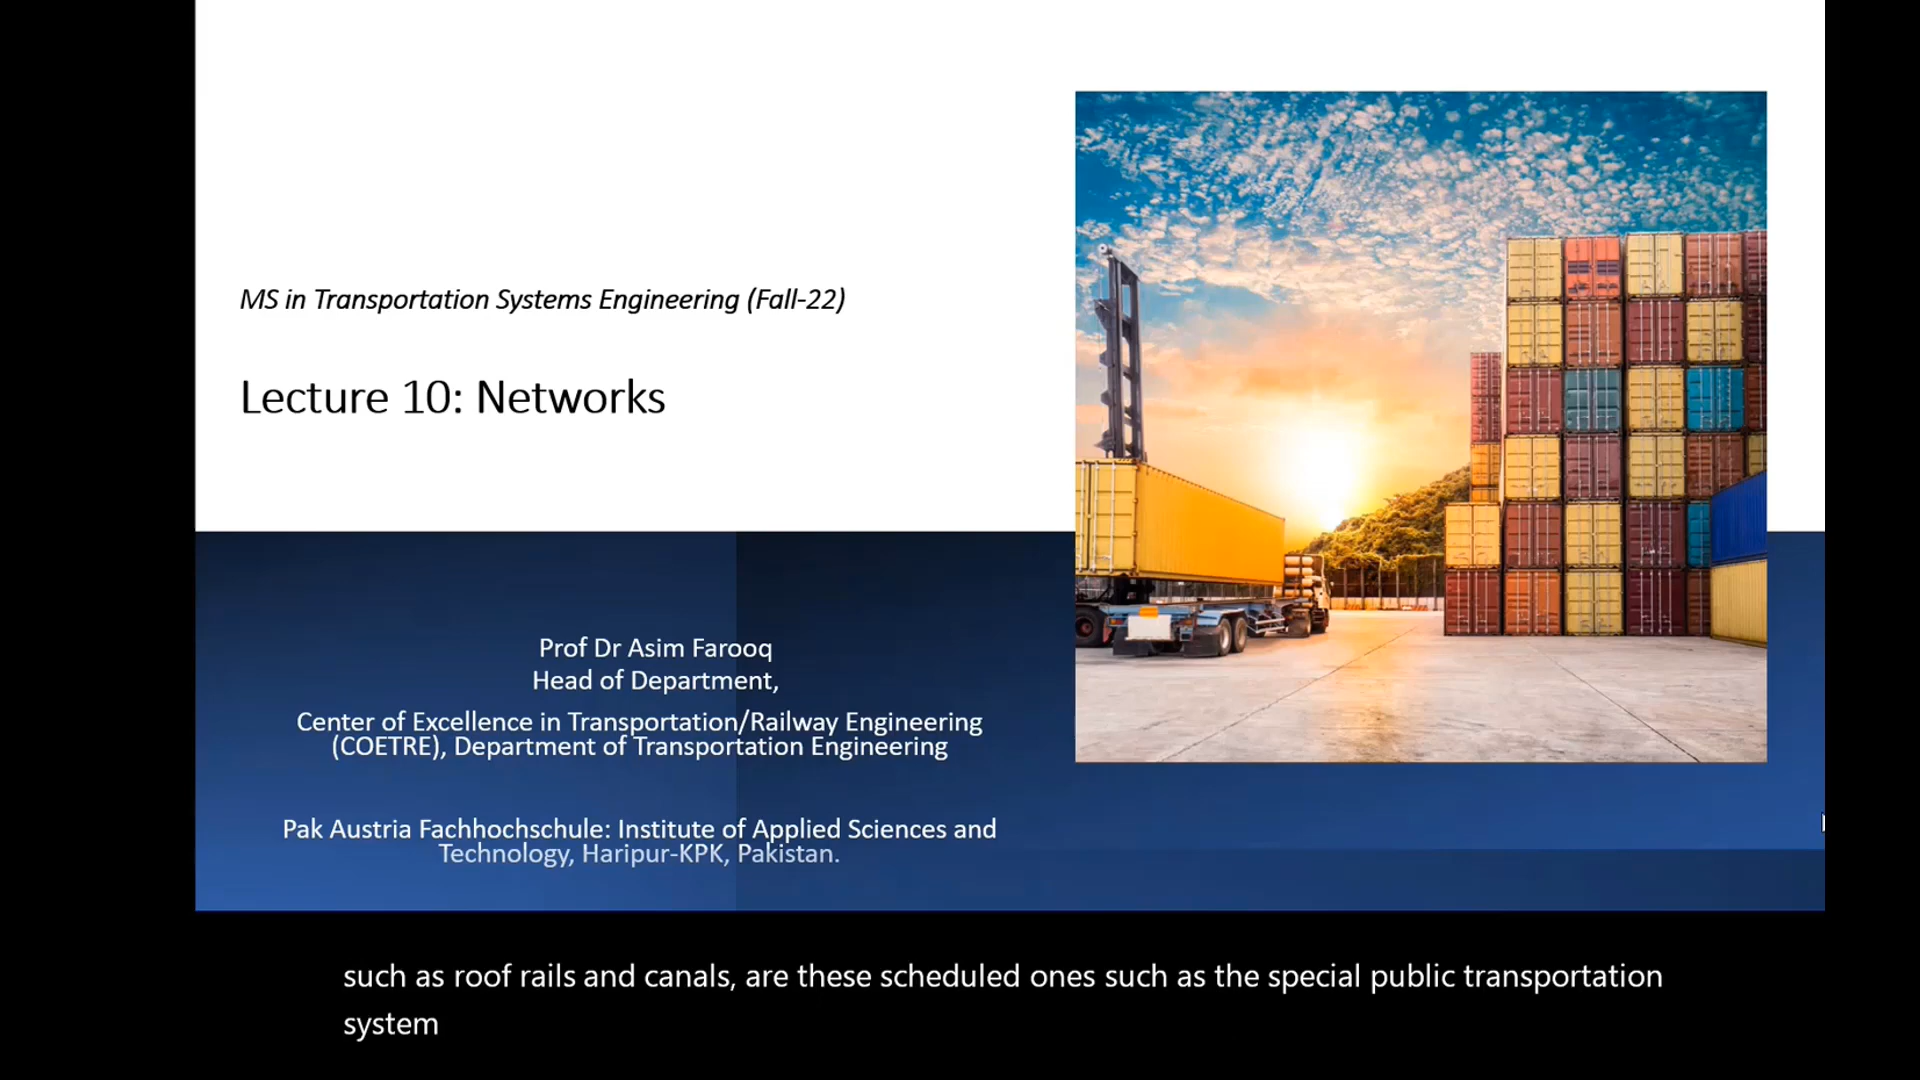 MS in Transportation Systems Engineering (Fall-22)
Lecture 10: Networks
Prof Dr Asim Farooq
Head of Department,
Center of Excellence in Transportation/Railway Engineering
(COETRE), Department of Transportation Engineering
Pak Austria Fachhochschule: Institute of Applied Sciences and
Technology, Haripur-KPK, Pakistan.
such as roof rails and canals, are these scheduled ones such as the special public transportation
system